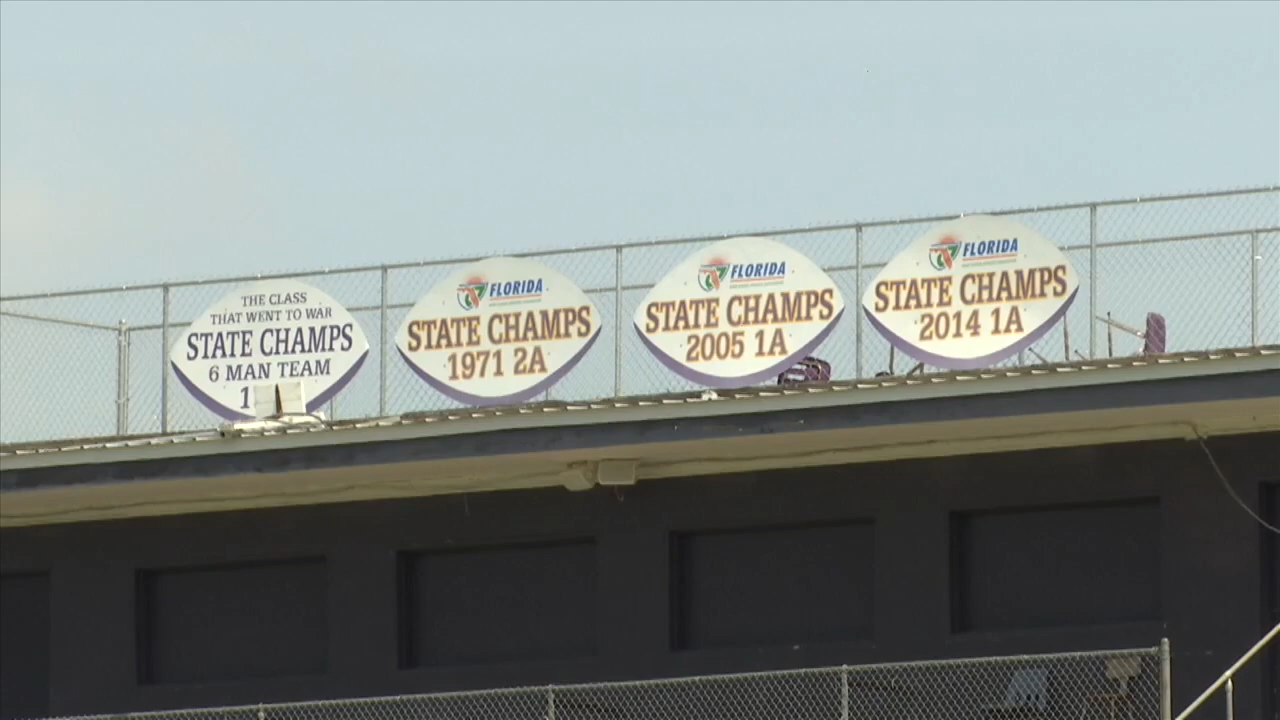 THE CLASS
THAT WENT TO WAR
STATE CHAMPS
6 MAN TEAM
1
FLORIDA
STATE CHAMPS
1971 2A
FLORIDA
STATE CHAMPS
2005 1A
FLORIDA
STATE CHAMPS
2014 1A